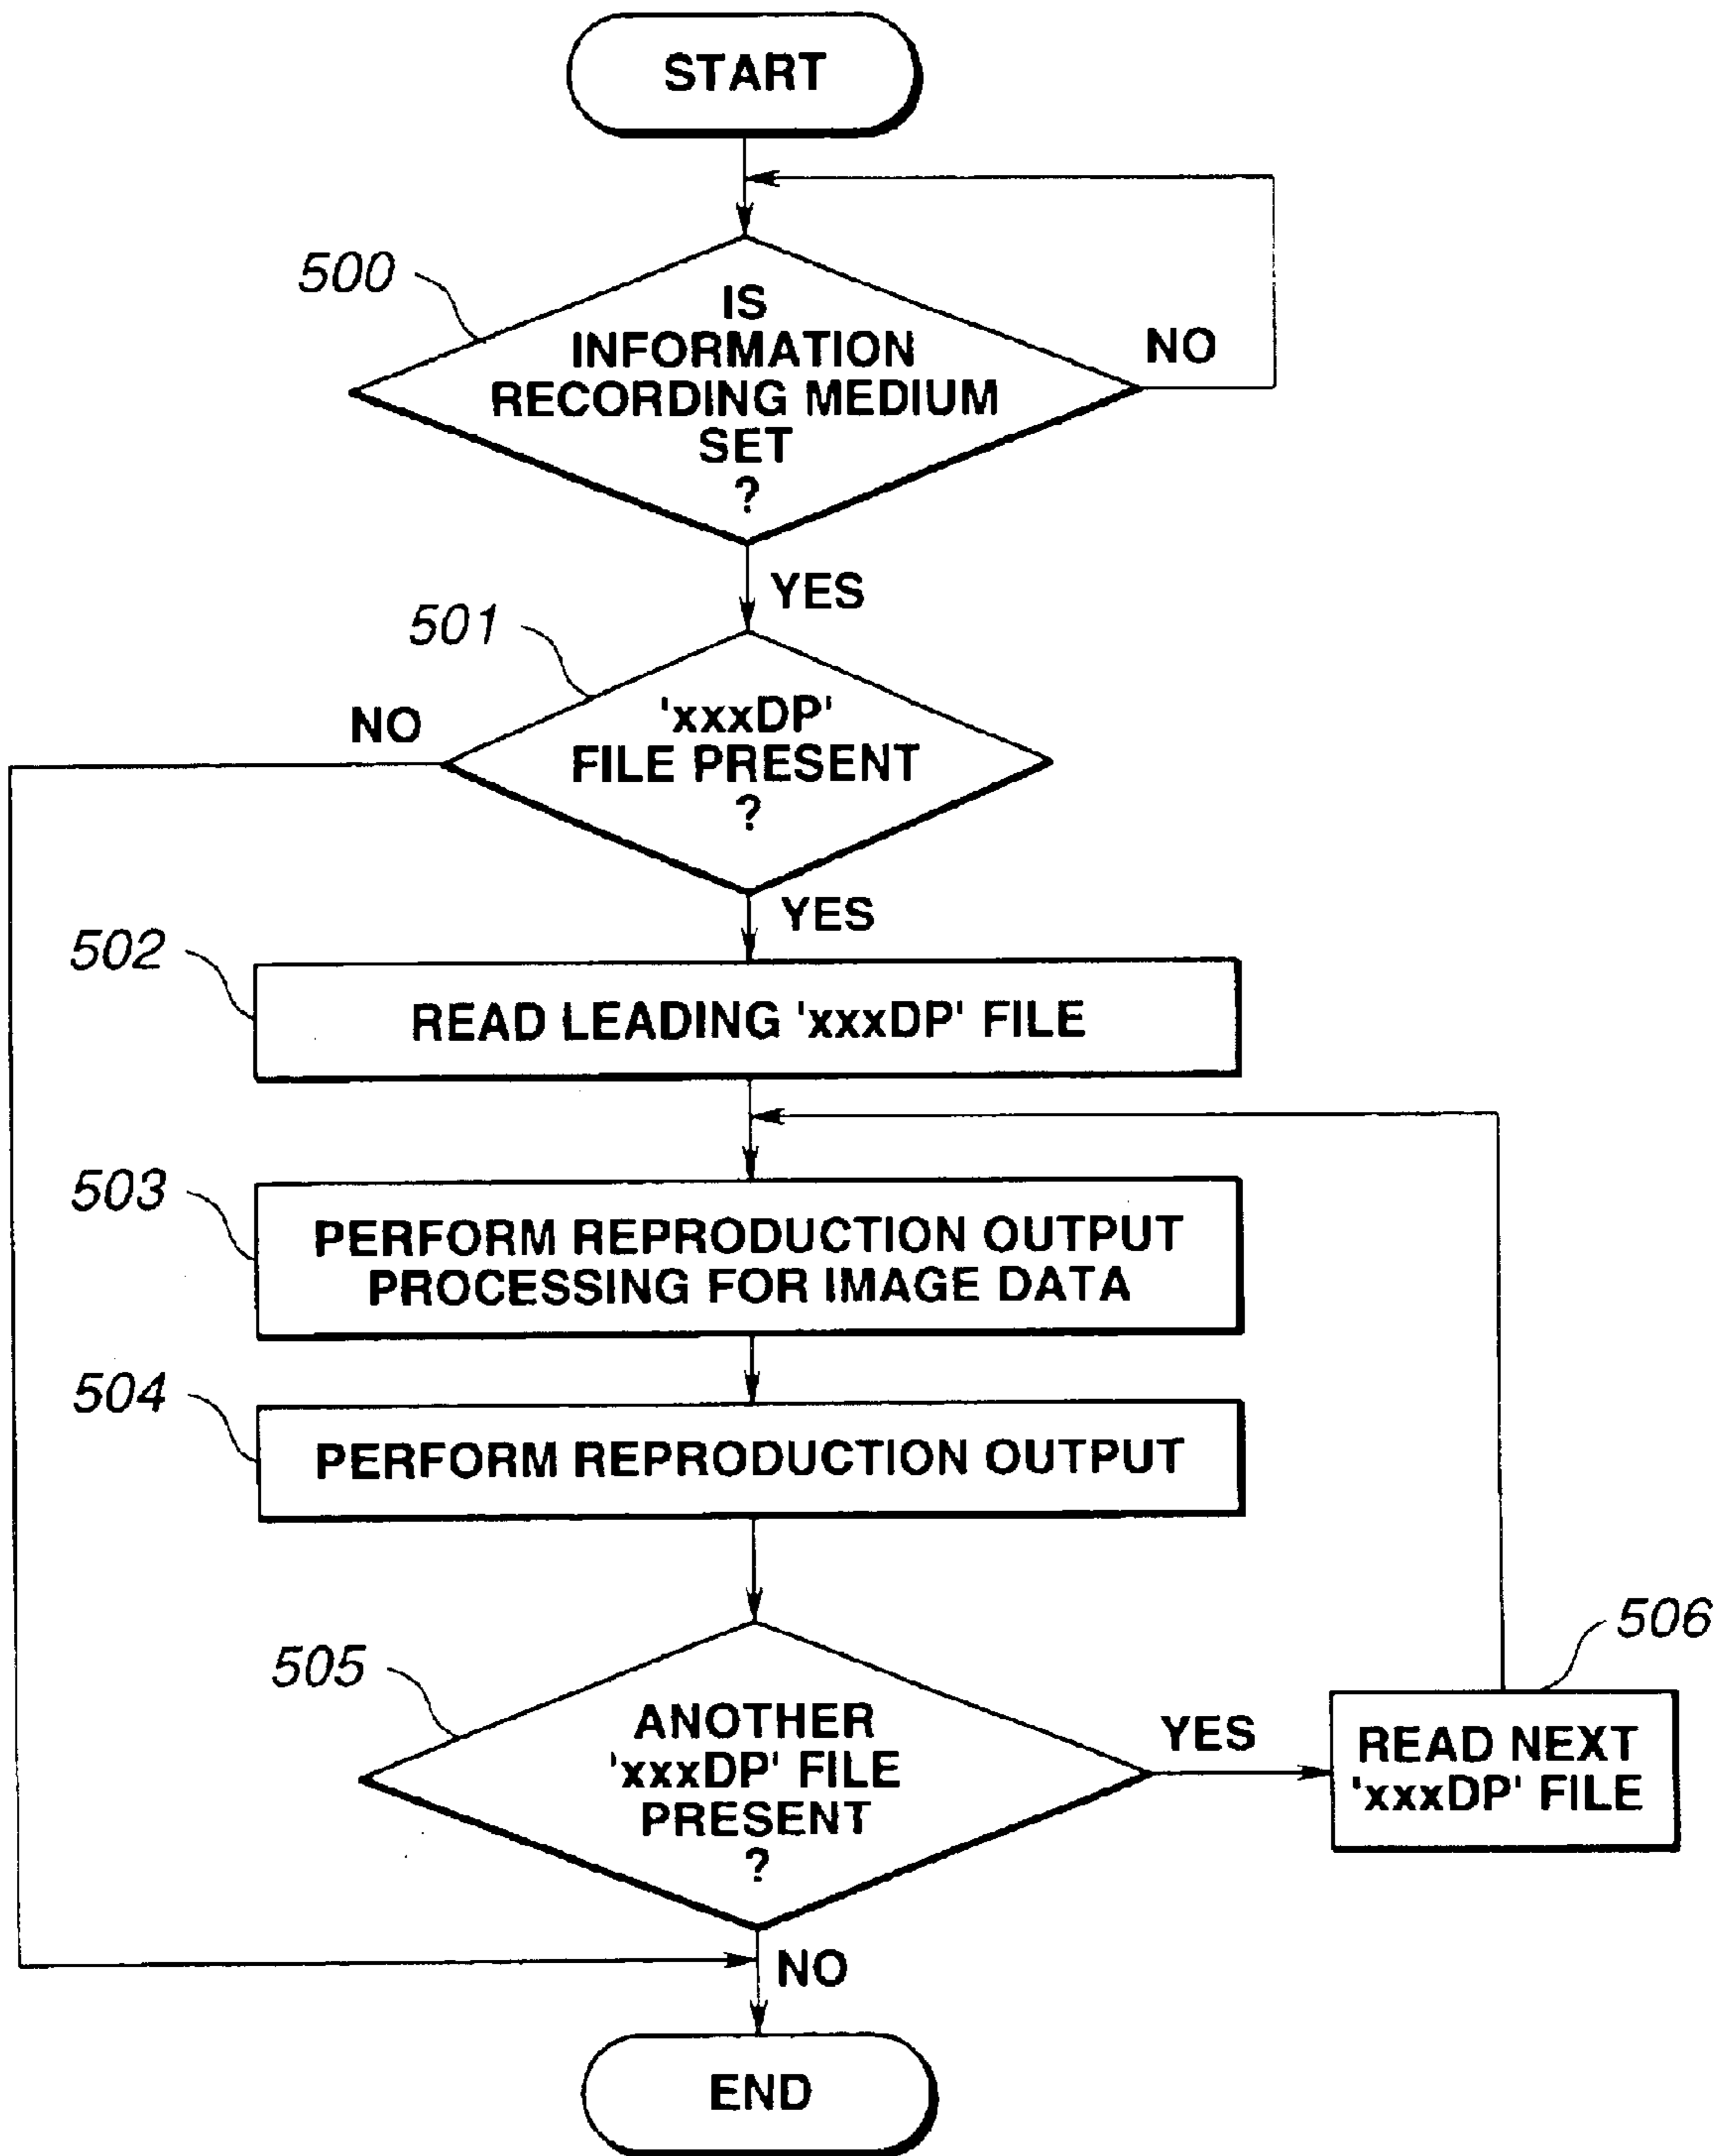 START
500
IS
INFORMATION
RECORDING MEDIUM
SET
?
NO
YES
501
'xxxDP'
FILE PRESENT
?
NO
YES
502
READ LEADING 'xxxDP' FILE
503
PERFORM REPRODUCTION OUTPUT
PROCESSING FOR IMAGE DATA
504
PERFORM REPRODUCTION OUTPUT
505
ANOTHER
'xxxDP' FILE
PRESENT
?
YES
506
READ NEXT
'xxxDP' FILE
NO
END